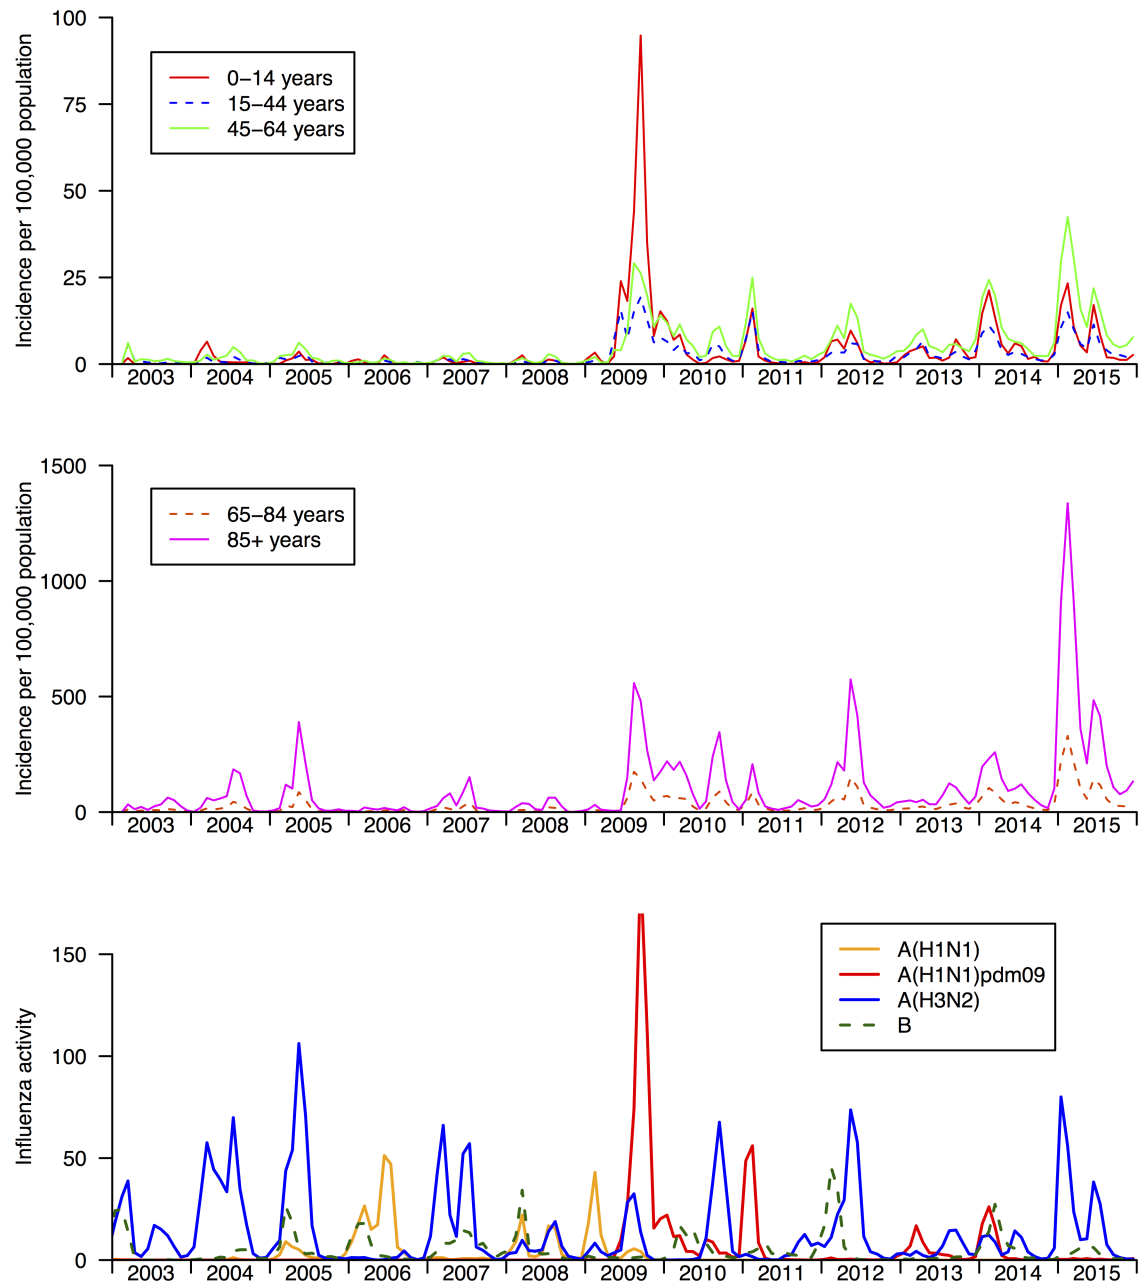 Incidence per 100,000 population
100
75
50
25
0
0−14 years
15−44 years
45−64 years
2003 2004 2005 2006 2007 2008 2009 2010 2011 2012 2013 2014 2015
Incidence per 100,000 population
1500
1000
500
0
65−84 years
85+ years
2003 2004 2005 2006 2007 2008 2009 2010 2011 2012 2013 2014 2015
Influenza activity
150
100
50
0
A(H1N1)
A(H1N1)pdm09
A(H3N2)
B
2003 2004 2005 2006 2007 2008 2009 2010 2011 2012 2013 2014 2015